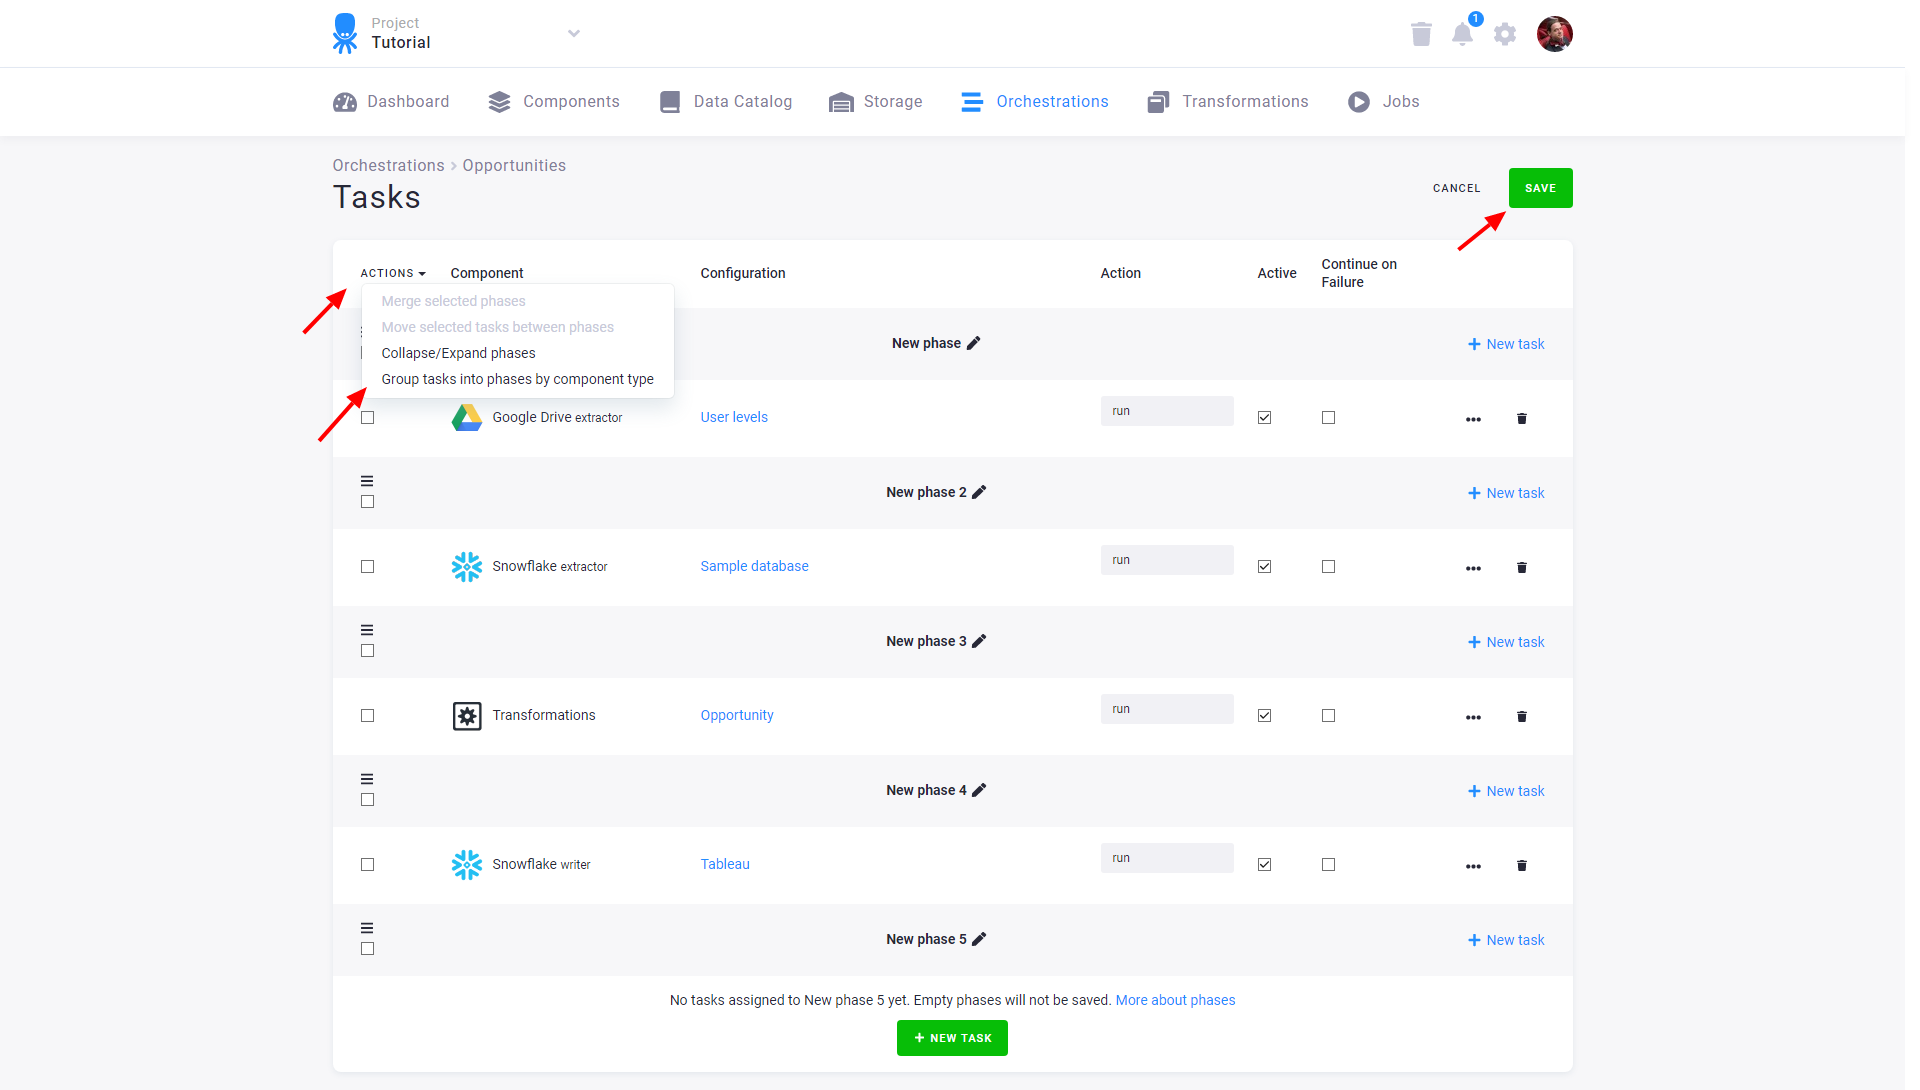 Project
Tutorial
1
Dashboard Components Data Catalog Storage Orchestrations Transformations Jobs
Orchestrations > Opportunities
Tasks
CANCEL SAVE
ACTIONS Component Configuration Action Active Continue on
Failure
Merge selected phases
Move selected tasks between phases
Collapse/Expand phases
Group tasks into phases by component type
New phase + New task
Google Drive extractor User levels run
New phase 2 + New task
Snowflake extractor Sample database run
New phase 3 + New task
Transformations Opportunity run
New phase 4 + New task
Snowflake writer Tableau run
New phase 5 + New task
No tasks assigned to New phase 5 yet. Empty phases will not be saved. More about phases
+ NEW TASK